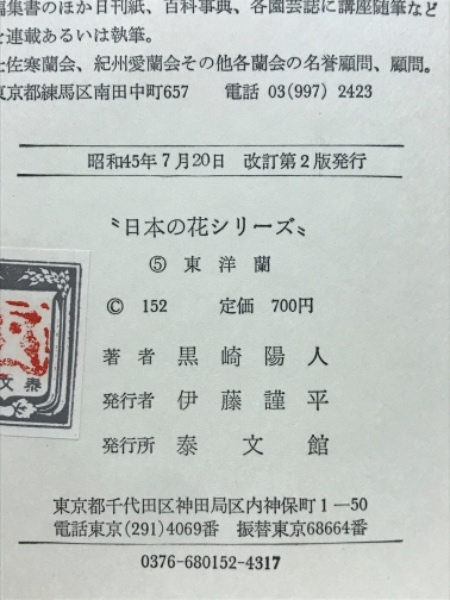 編集書のほか日刊紙、百科事典、各園芸誌に講座随筆など
を連載あるいは執筆。
土佐寒蘭会、紀州愛蘭会その他各蘭会の名誉顧問、顧問。
東京都練馬区南田中町657 電話 03(997) 2423
昭和45年7月20日 改訂第2版発行
〝日本の花シリーズ〟
⑤ 東洋蘭
© 152 定価 700円
著者 黒崎陽人
発行者 伊藤謹平
発行所 泰文館
泰文
東京都千代田区神田局区内神保町1―50
電話東京(291)4069番 振替東京68664番
0376-680152-4317